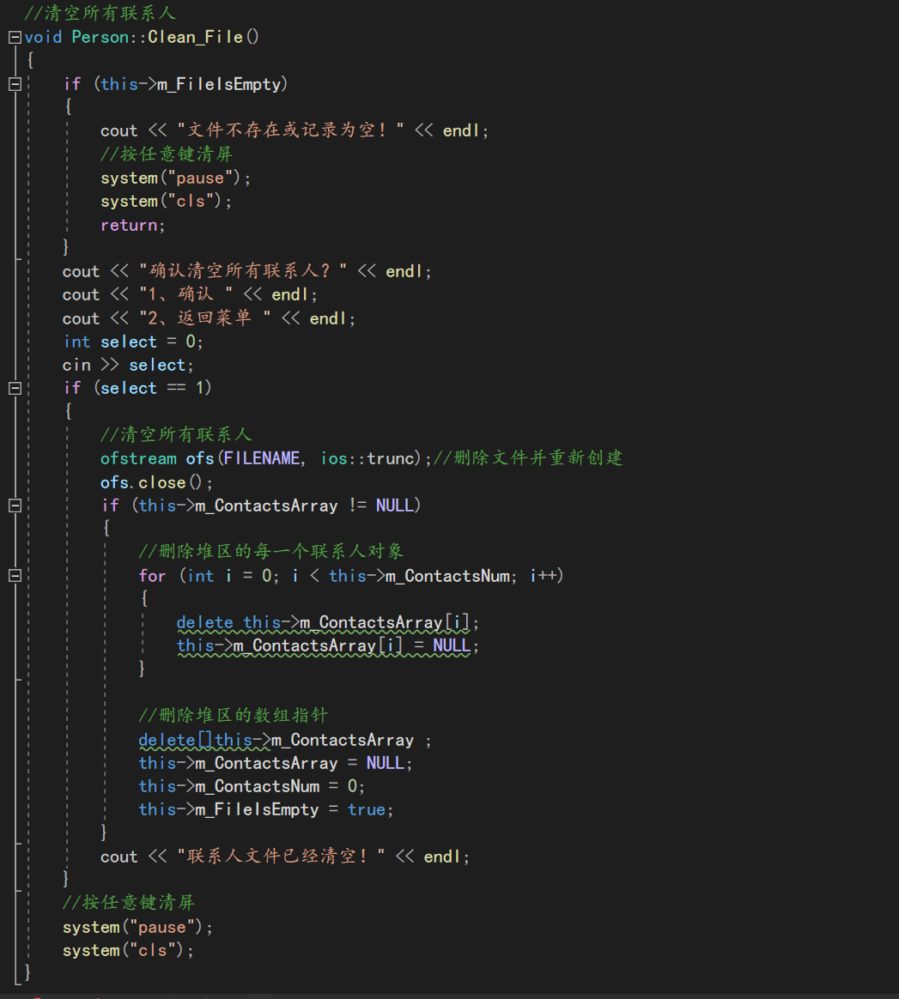 //清空所有联系人
void Person::Clean_File()
{
if (this->m_FileIsEmpty)
{
cout << "文件不存在或记录为空！" << endl;
//按任意键清屏
system("pause");
system("cls");
return;
}
cout << "确认清空所有联系人？" << endl;
cout << "1、确认 " << endl;
cout << "2、返回菜单 " << endl;
int select = 0;
cin >> select;
if (select == 1)
{
//清空所有联系人
ofstream ofs(FILENAME, ios::trunc);//删除文件并重新创建
ofs.close();
if (this->m_ContactsArray != NULL)
{
//删除堆区的每一个联系人对象
for (int i = 0; i < this->m_ContactsNum; i++)
{
delete this->m_ContactsArray[i];
this->m_ContactsArray[i] = NULL;
}
//删除堆区的数组指针
delete[]this->m_ContactsArray ;
this->m_ContactsArray = NULL;
this->m_ContactsNum = 0;
this->m_FileIsEmpty = true;
}
cout << "联系人文件已经清空！" << endl;
}
//按任意键清屏
system("pause");
system("cls");
}